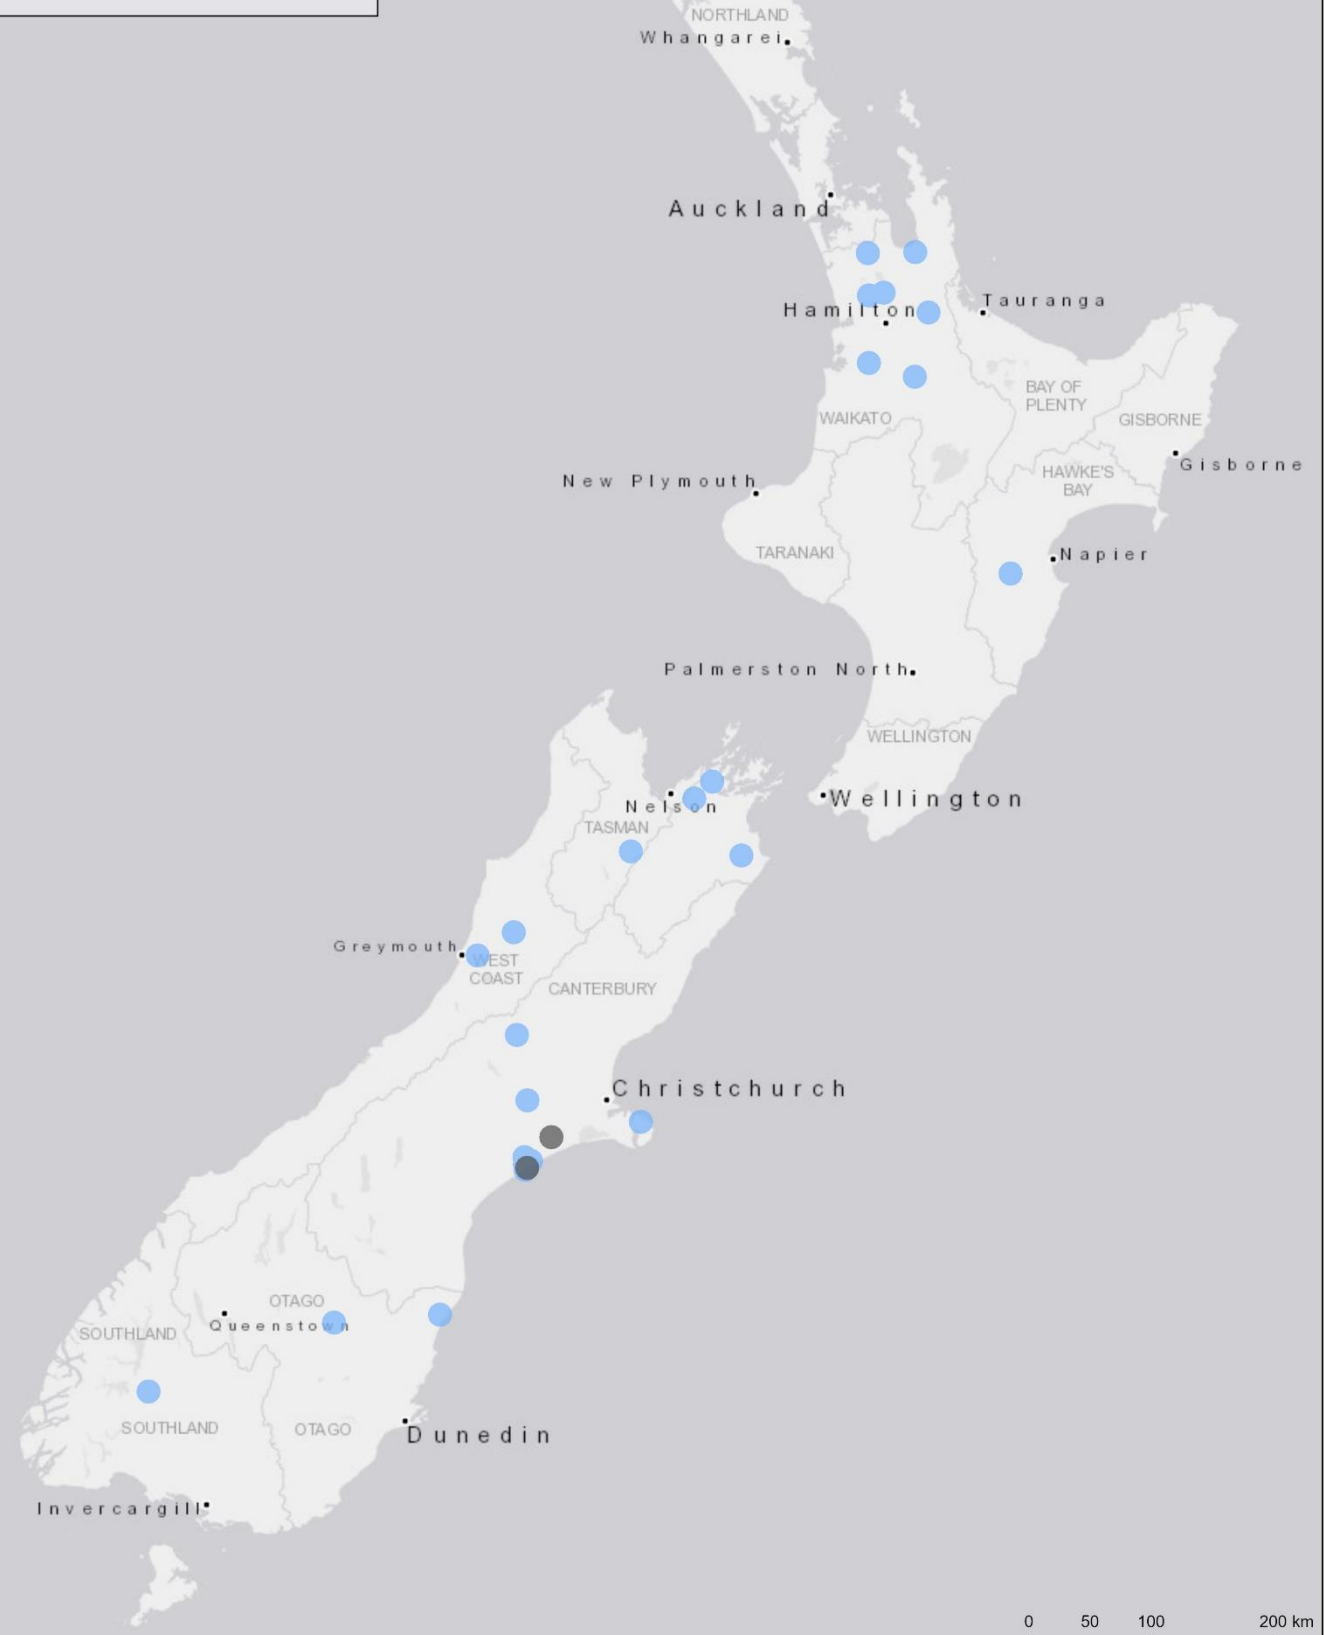 NORTHLAND
Whangarei
Auckland
Tauranga
Hamilton
BAY OF
PLENTY
WAIKATO
GISBORNE
Gisborne
HAWKE'S
BAY
New Plymouth
TARANAKI
Napier
Palmerston North
WELLINGTON
Wellington
Nelson
TASMAN
Greymouth
WEST
COAST
CANTERBURY
Christchurch
OTAGO
Queenstown
SOUTHLAND
SOUTHLAND
OTAGO
Dunedin
Invercargill
0 50 100 200 km